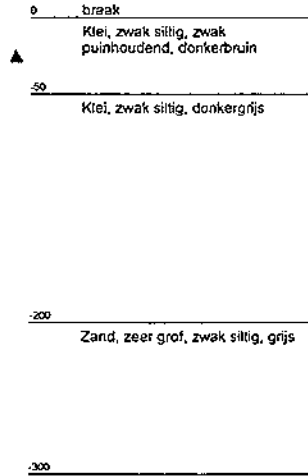 0 braak
Klei, zwak siltig, zwak
puinhoudend, donkerbruin
-50
Klei, zwak siltig, donkergrijs
-200
Zand, zeer grof, zwak siltig, grijs
-300